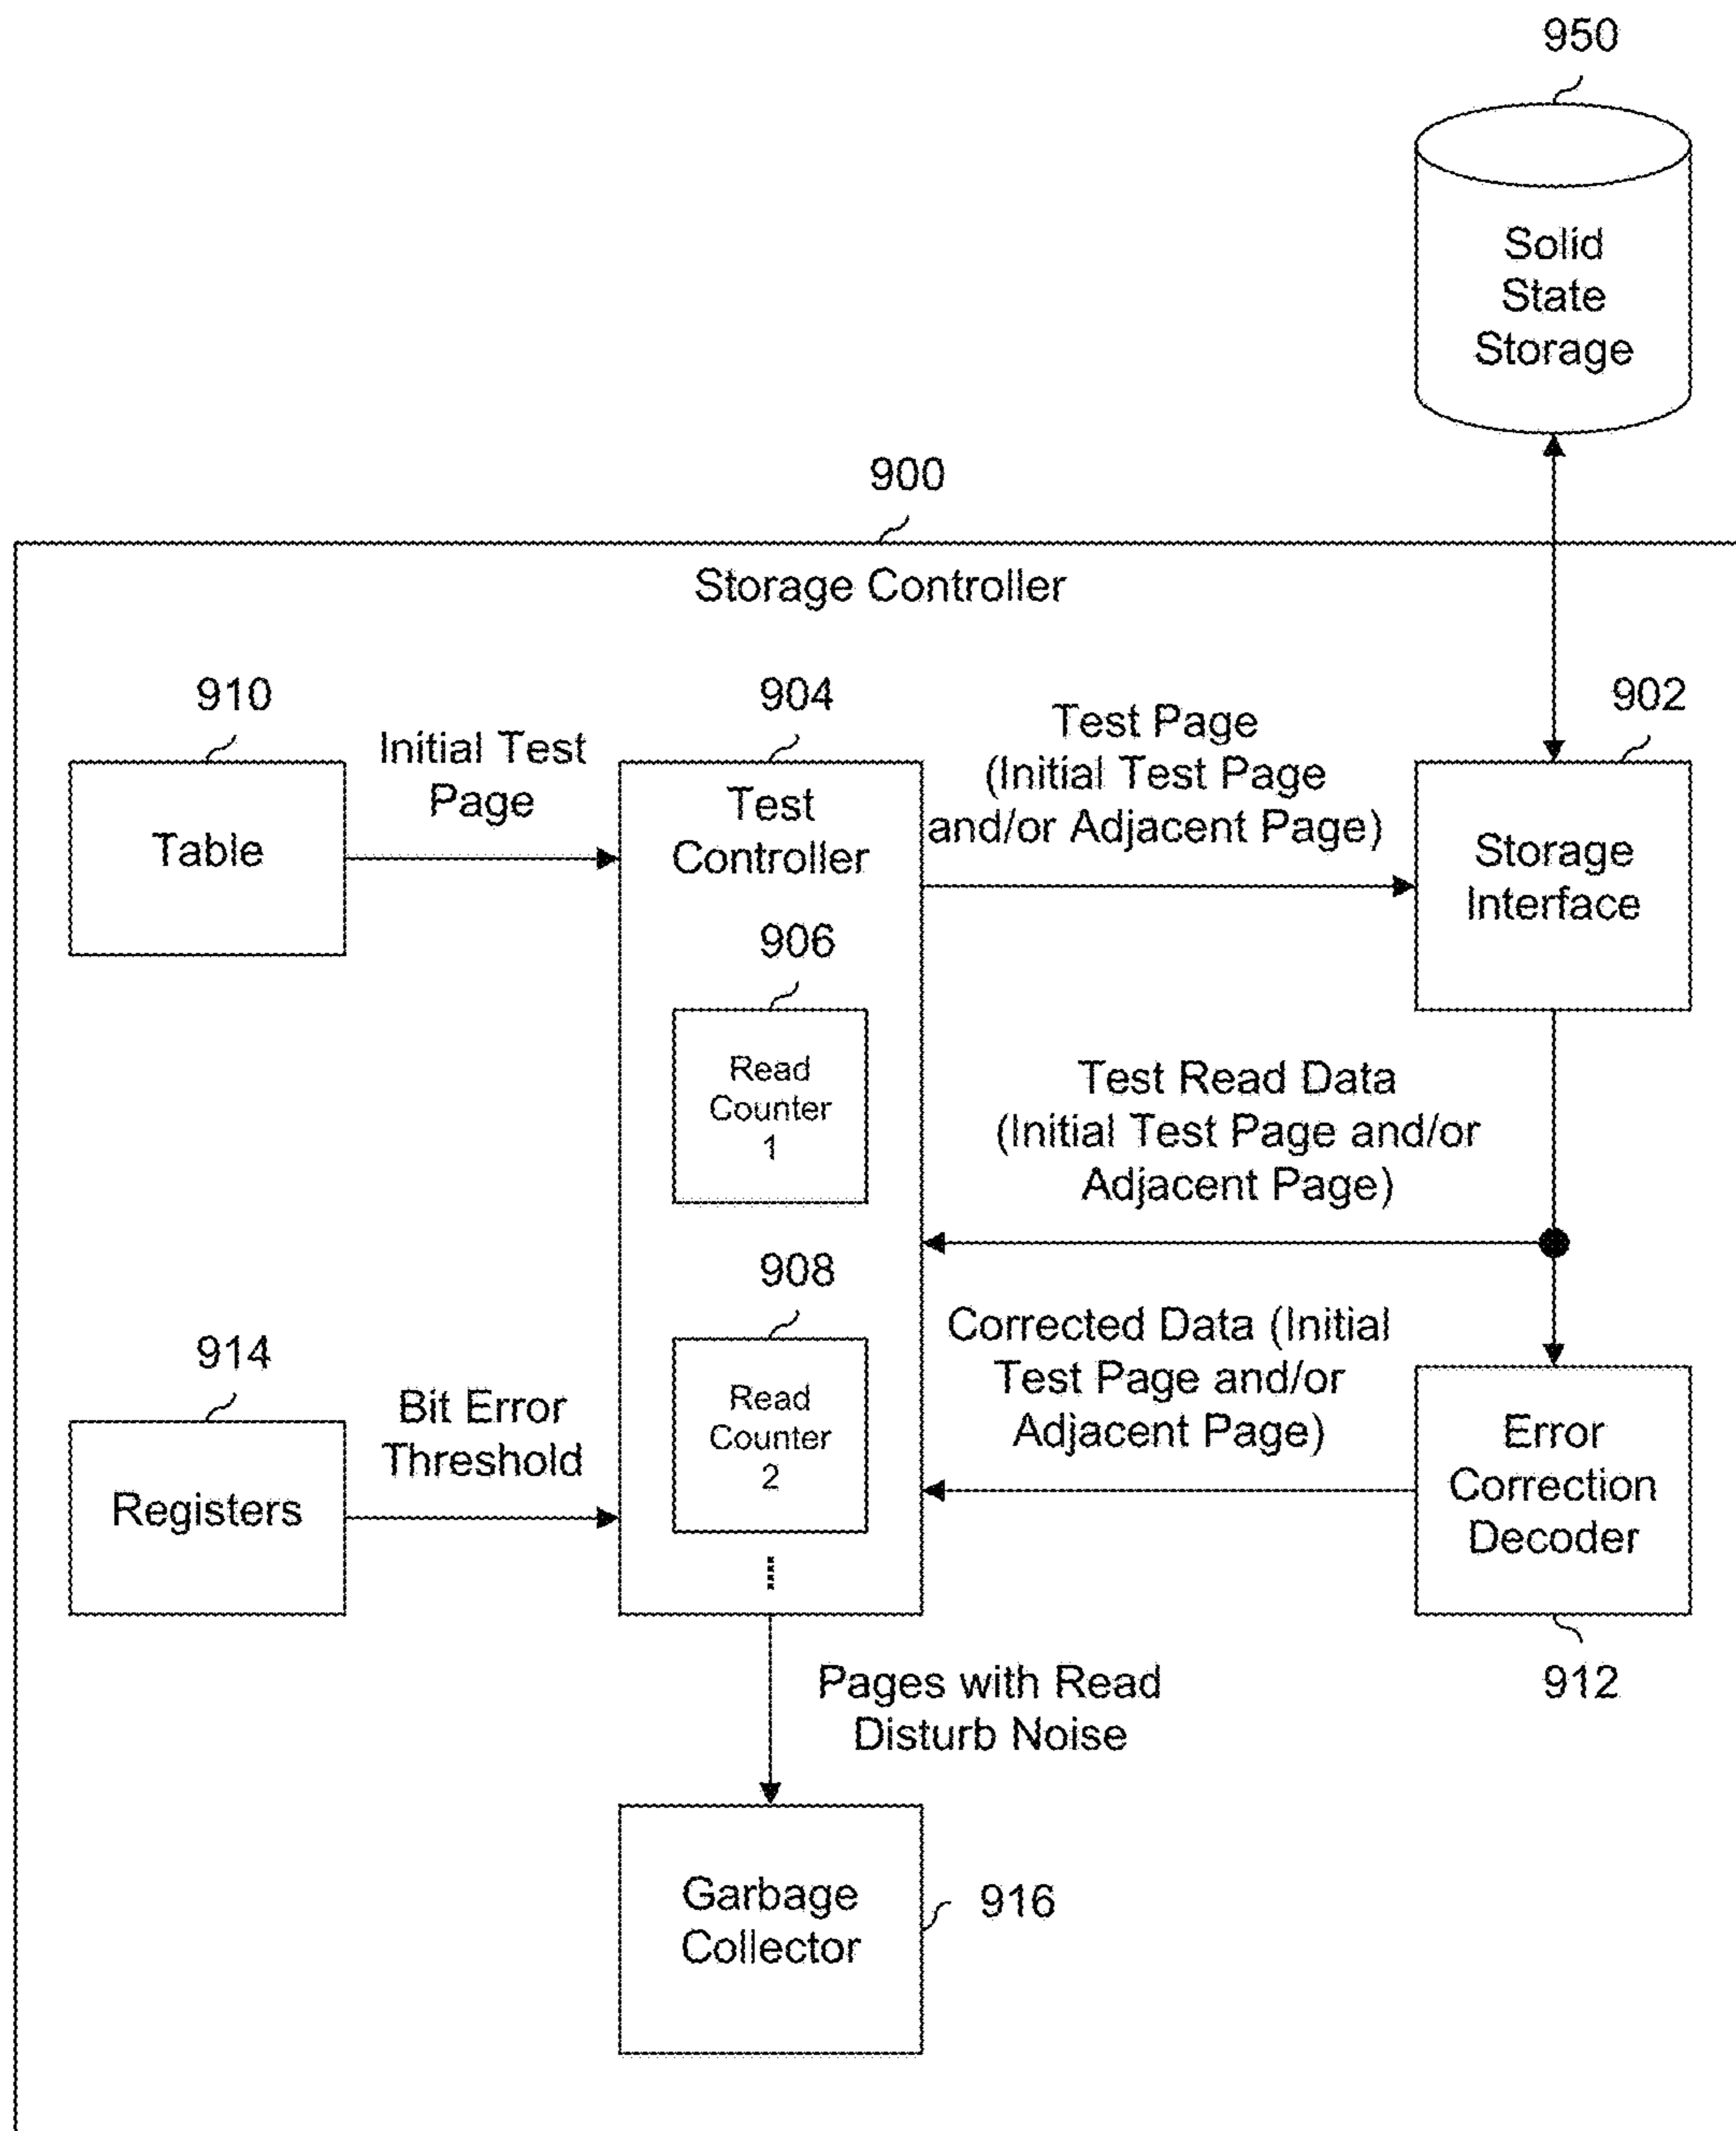 950
Solid
State
Storage
900
Storage Controller
910
904
902
Initial Test
Page
Test Page
(Initial Test Page
and/or Adjacent Page)
Table
Test
Controller
Storage
Interface
906
Read
Counter
1
Test Read Data
(Initial Test Page and/or
Adjacent Page)
908
Read
Counter
2
Corrected Data (Initial
Test Page and/or
Adjacent Page)
914
Bit Error
Threshold
Registers
Error
Correction
Decoder
912
Pages with Read
Disturb Noise
Garbage
Collector
916